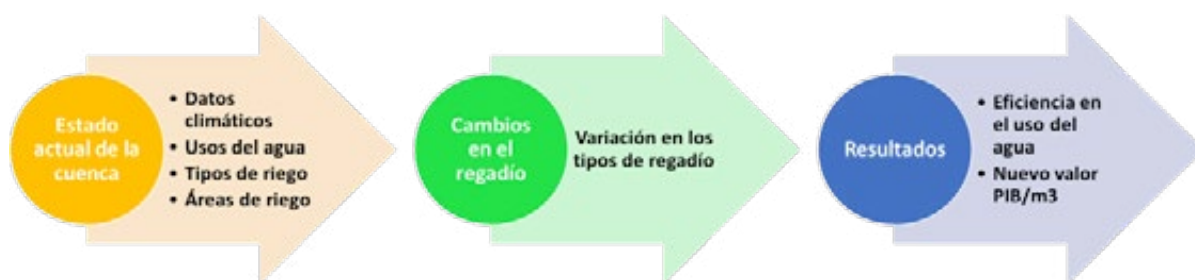 Estado
actual de la
cuenca
• Datos
climáticos
• Usos del agua
• Tipos de riego
• Áreas de riego
Cambios
en el
regadío
Variación en los
tipos de regadío
Resultados
• Eficiencia en
el uso del
agua
• Nuevo valor
PIB/m3